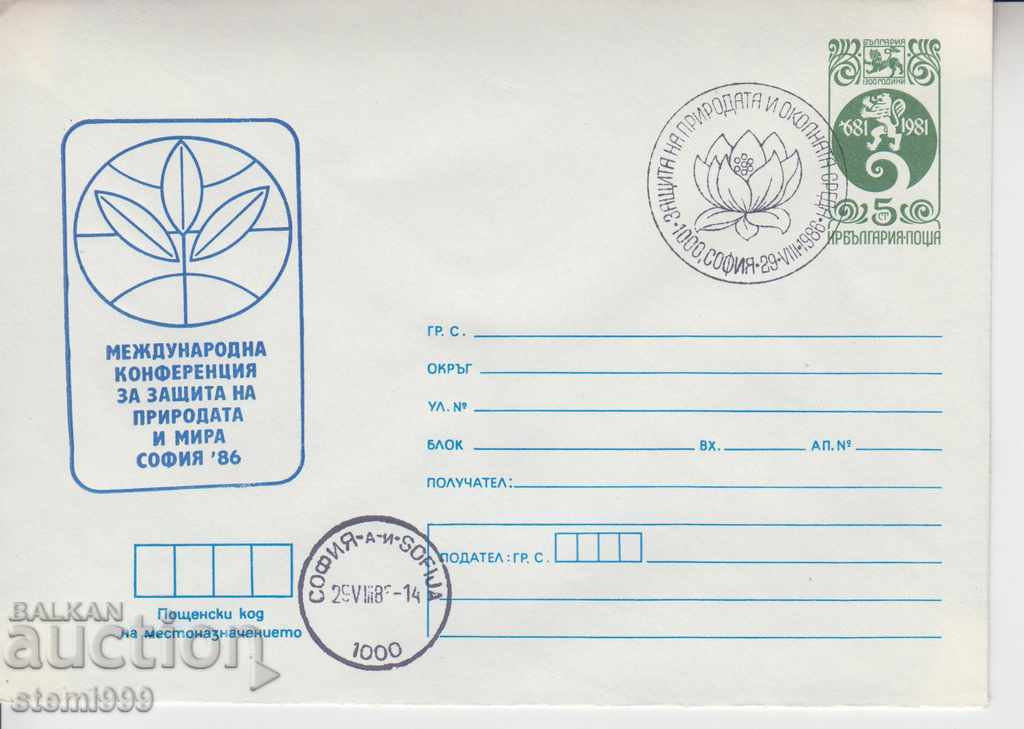 БЪЛГАРИЯ
1300 ГОДИНИ
681 1981
5
СТ
НРБЪЛГАРИЯ·ПОЩА
ЗАЩИТА НА ПРИРОДАТА И ОКОЛНАТА СРЕДА
·1000, СОФИЯ·29·VIII·1986·
МЕЖДУНАРОДНА
КОНФЕРЕНЦИЯ
ЗА ЗАЩИТА НА
ПРИРОДАТА
И МИРА
СОФИЯ '86
ГР. С.
ОКРЪГ
УЛ. №
БЛОК ВХ. АП. №
ПОЛУЧАТЕЛ:
ПОДАТЕЛ: ГР. С.
СОФИЯ·А-И·SOFIJA
1000
Пощенски код
на местоназначението
BALKAN
auction
stemi999